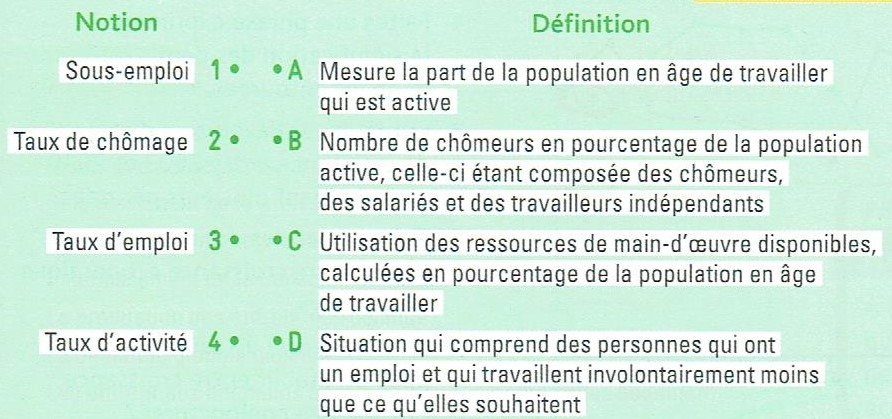 Notion Définition
Sous-emploi 1 • • A Mesure la part de la population en âge de travailler
qui est active
Taux de chômage 2 • • B Nombre de chômeurs en pourcentage de la population
active, celle-ci étant composée des chômeurs,
des salariés et des travailleurs indépendants
Taux d'emploi 3 • • C Utilisation des ressources de main-d'œuvre disponibles,
calculées en pourcentage de la population en âge
de travailler
Taux d'activité 4 • • D Situation qui comprend des personnes qui ont
un emploi et qui travaillent involontairement moins
que ce qu'elles souhaitent